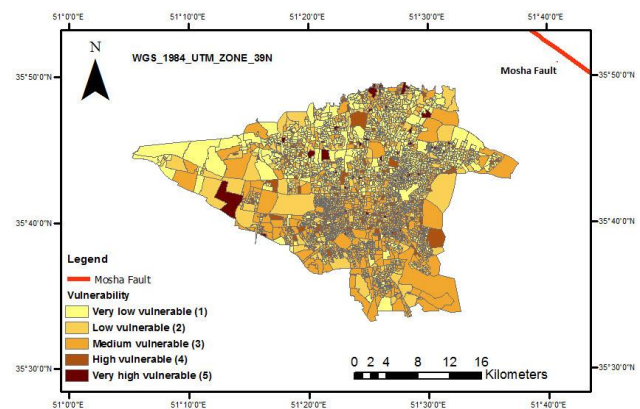 51°0'0"E 51°10'0"E 51°20'0"E 51°30'0"E 51°40'0"E
N
WGS_1984_UTM_ZONE_39N
Mosha Fault
35°50'0"N 35°50'0"N
35°40'0"N 35°40'0"N
Legend
Mosha Fault
Vulnerability
Very low vulnerable (1)
Low vulnerable (2)
Medium vulnerable (3)
High vulnerable (4)
Very high vulnerable (5)
0 2 4 8 12 16
Kilometers
35°30'0"N 35°30'0"N
51°0'0"E 51°10'0"E 51°20'0"E 51°30'0"E 51°40'0"E